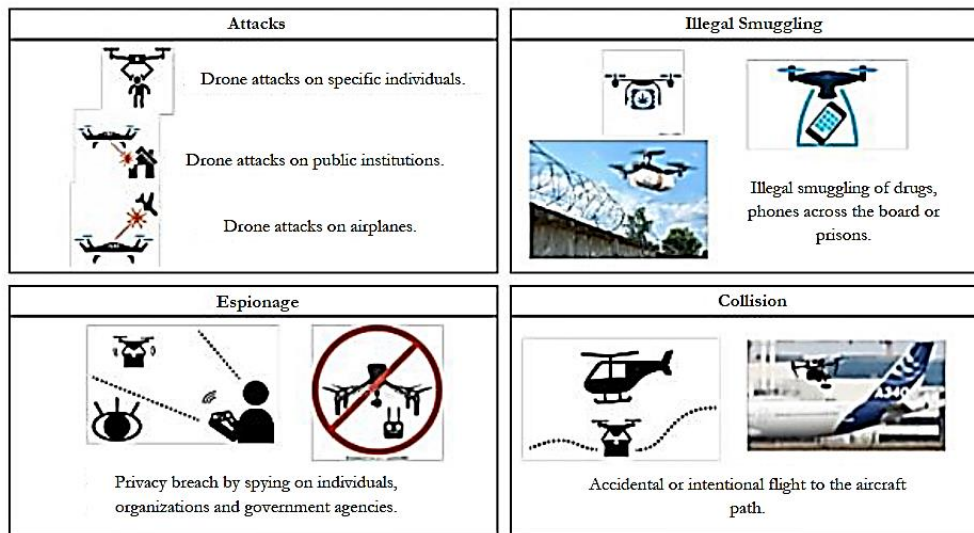 Attacks
Drone attacks on specific individuals.
Drone attacks on public institutions.
Drone attacks on airplanes.
Illegal Smuggling
Illegal smuggling of drugs,
phones across the board or
prisons.
Espionage
Privacy breach by spying on individuals,
organizations and government agencies.
Collision
A340
Accidental or intentional flight to the aircraft
path.